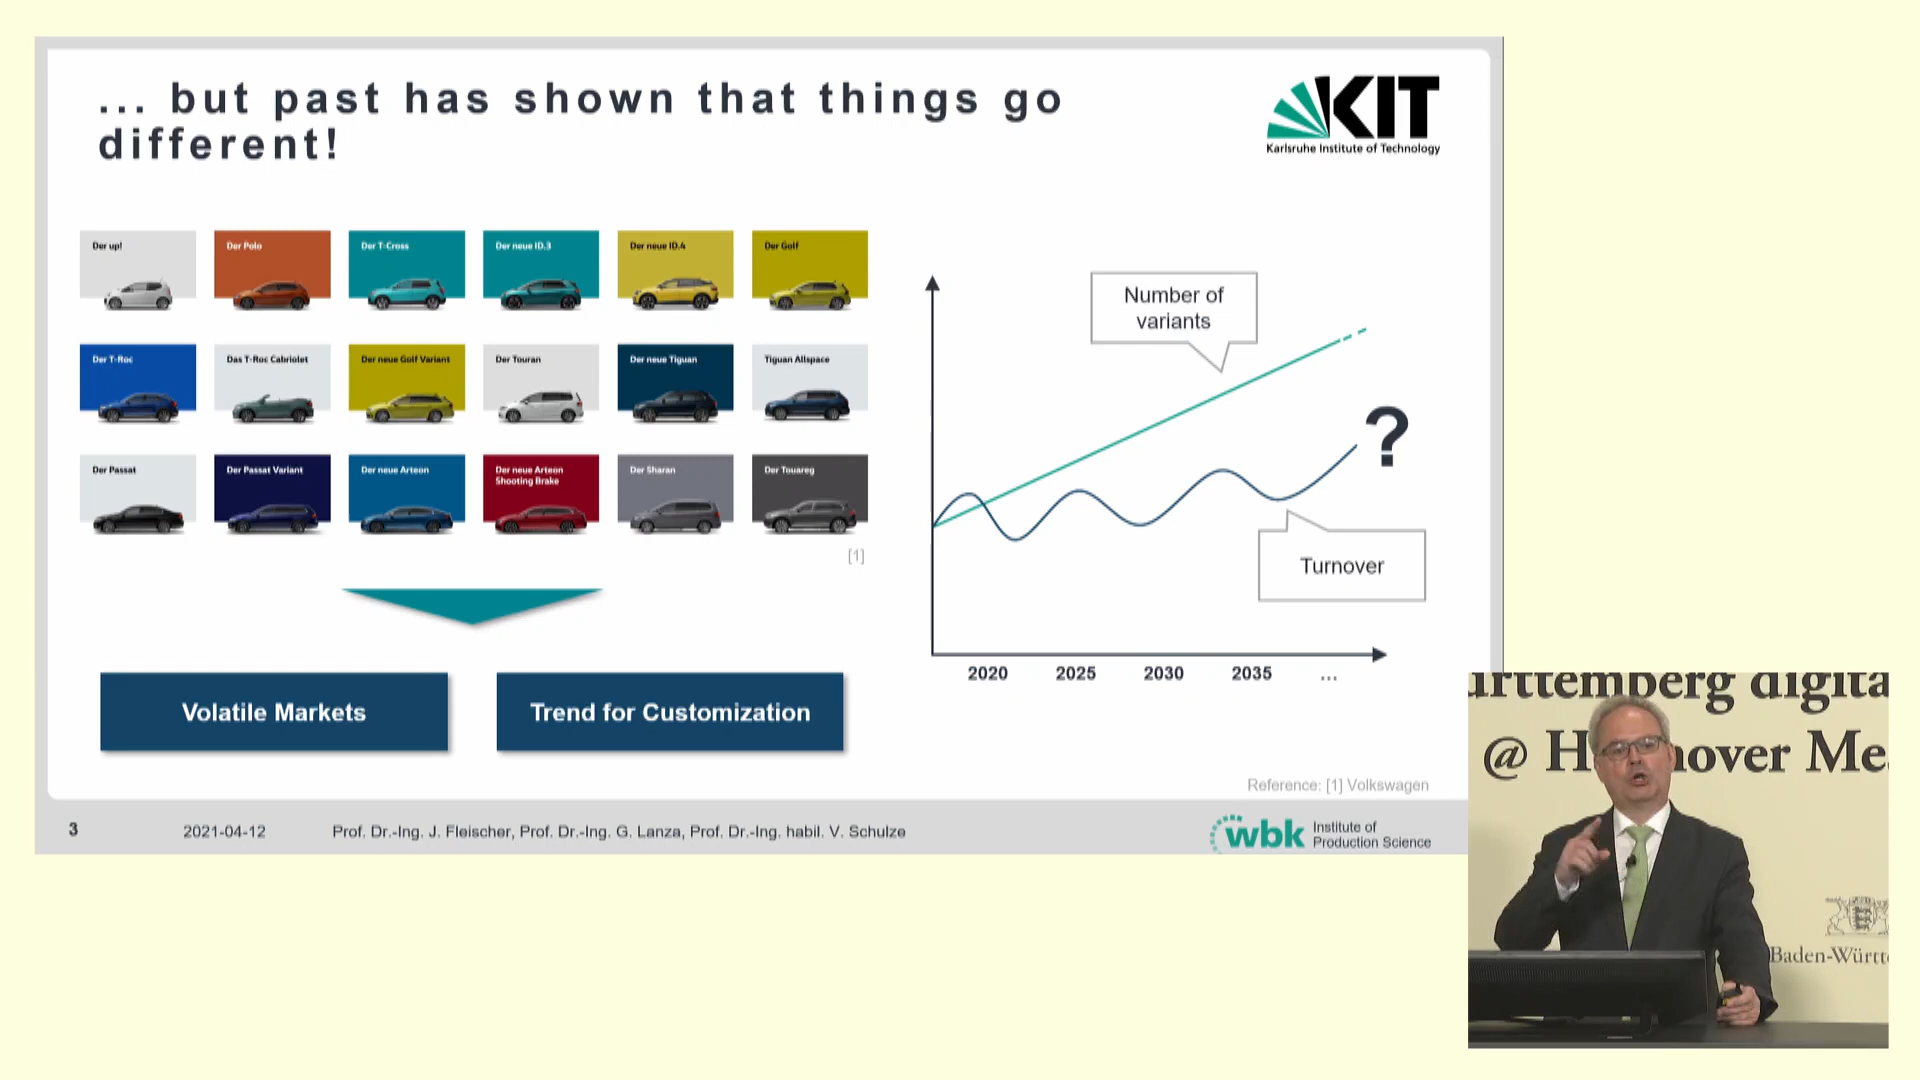 ... but past has shown that things go
different!
KIT
Karlsruhe Institute of Technology
Der up!
Der Polo
Der T-Cross
Der neue ID.3
Der neue ID.4
Der Golf
Der T-Roc
Das T-Roc Cabriolet
Der neue Golf Variant
Der Touran
Der neue Tiguan
Tiguan Allspace
Der Passat
Der Passat Variant
Der neue Arteon
Der neue Arteon
Shooting Brake
Der Sharan
Der Touareg
[1]
Volatile Markets
Trend for Customization
Number of
variants
?
Turnover
2020
2025
2030
2035
...
Reference: [1] Volkswagen
3
2021-04-12
Prof. Dr.-Ing. J. Fleischer, Prof. Dr.-Ing. G. Lanza, Prof. Dr.-Ing. habil. V. Schulze
wbk
Institute of
Production Science
ürttemberg digita
@ H nover Me
Baden-Württ